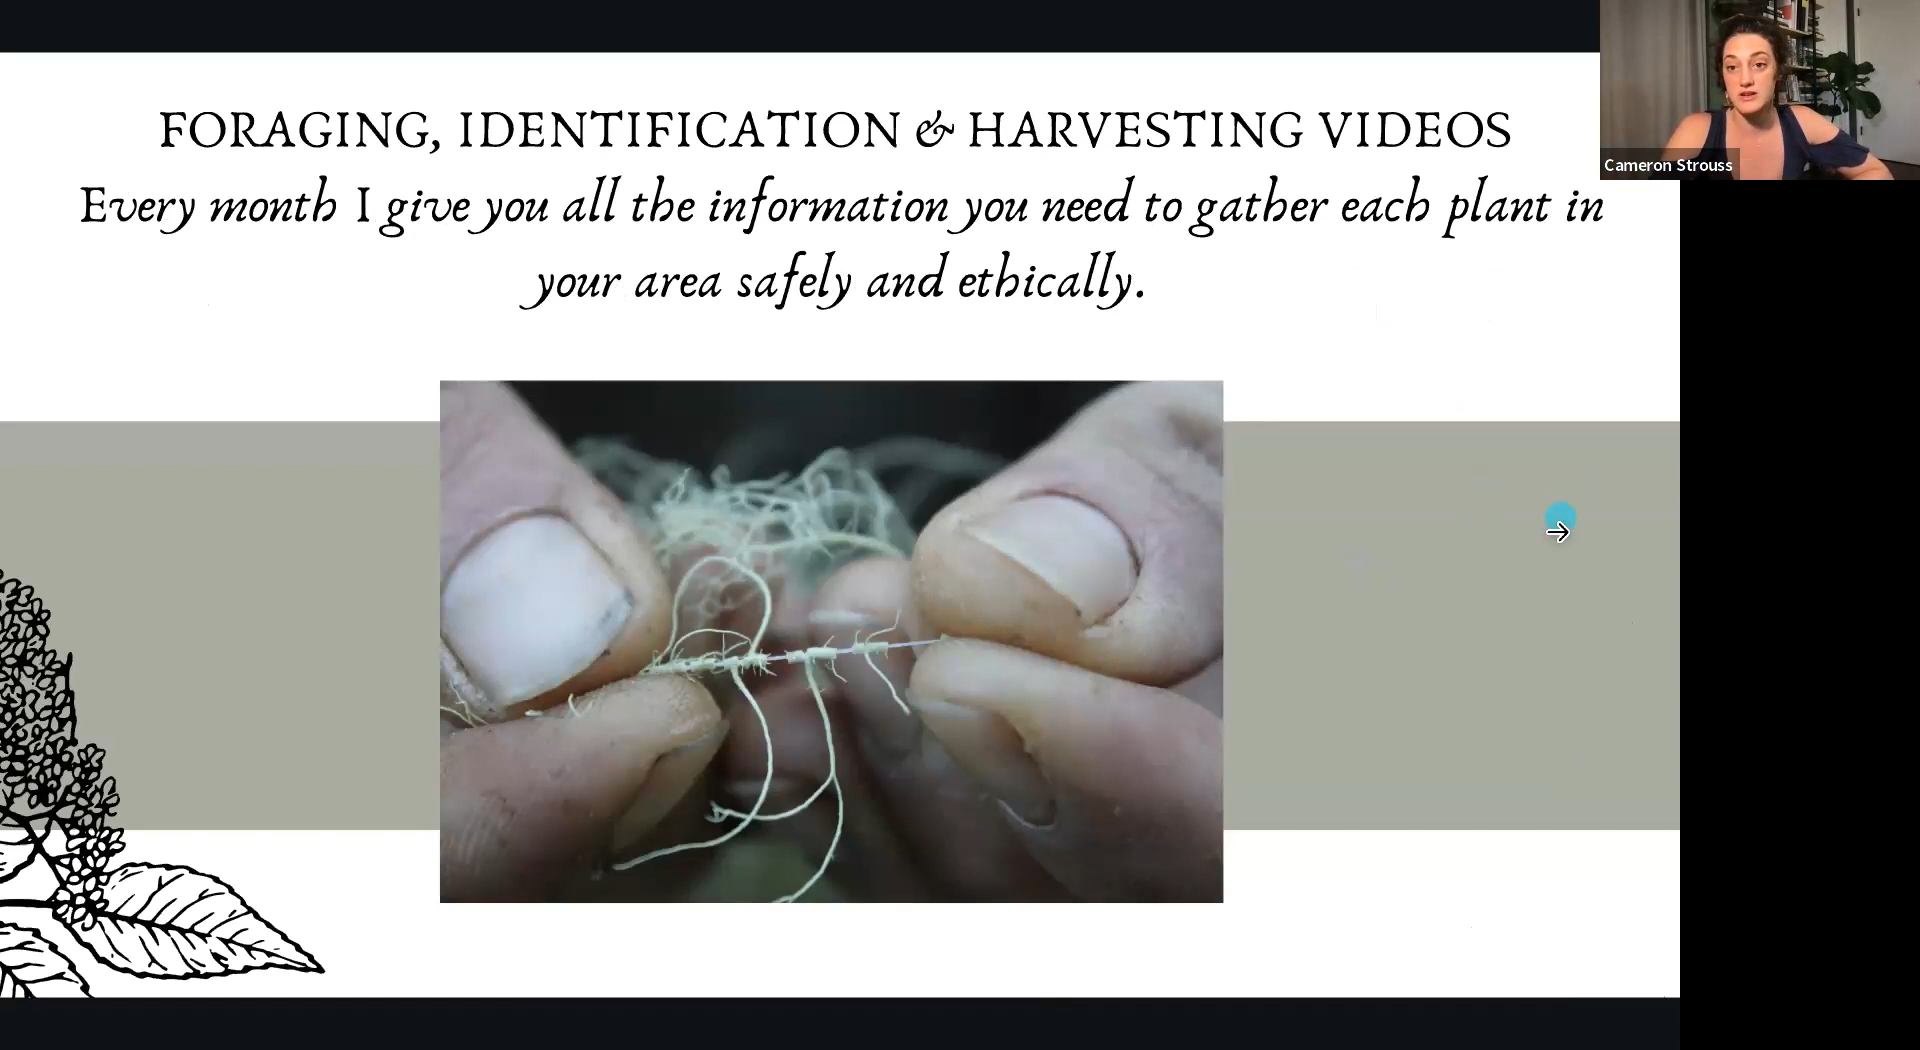 FORAGING, IDENTIFICATION & HARVESTING VIDEOS
Every month I give you all the information you need to gather each plant in
your area safely and ethically.
Cameron Strouss